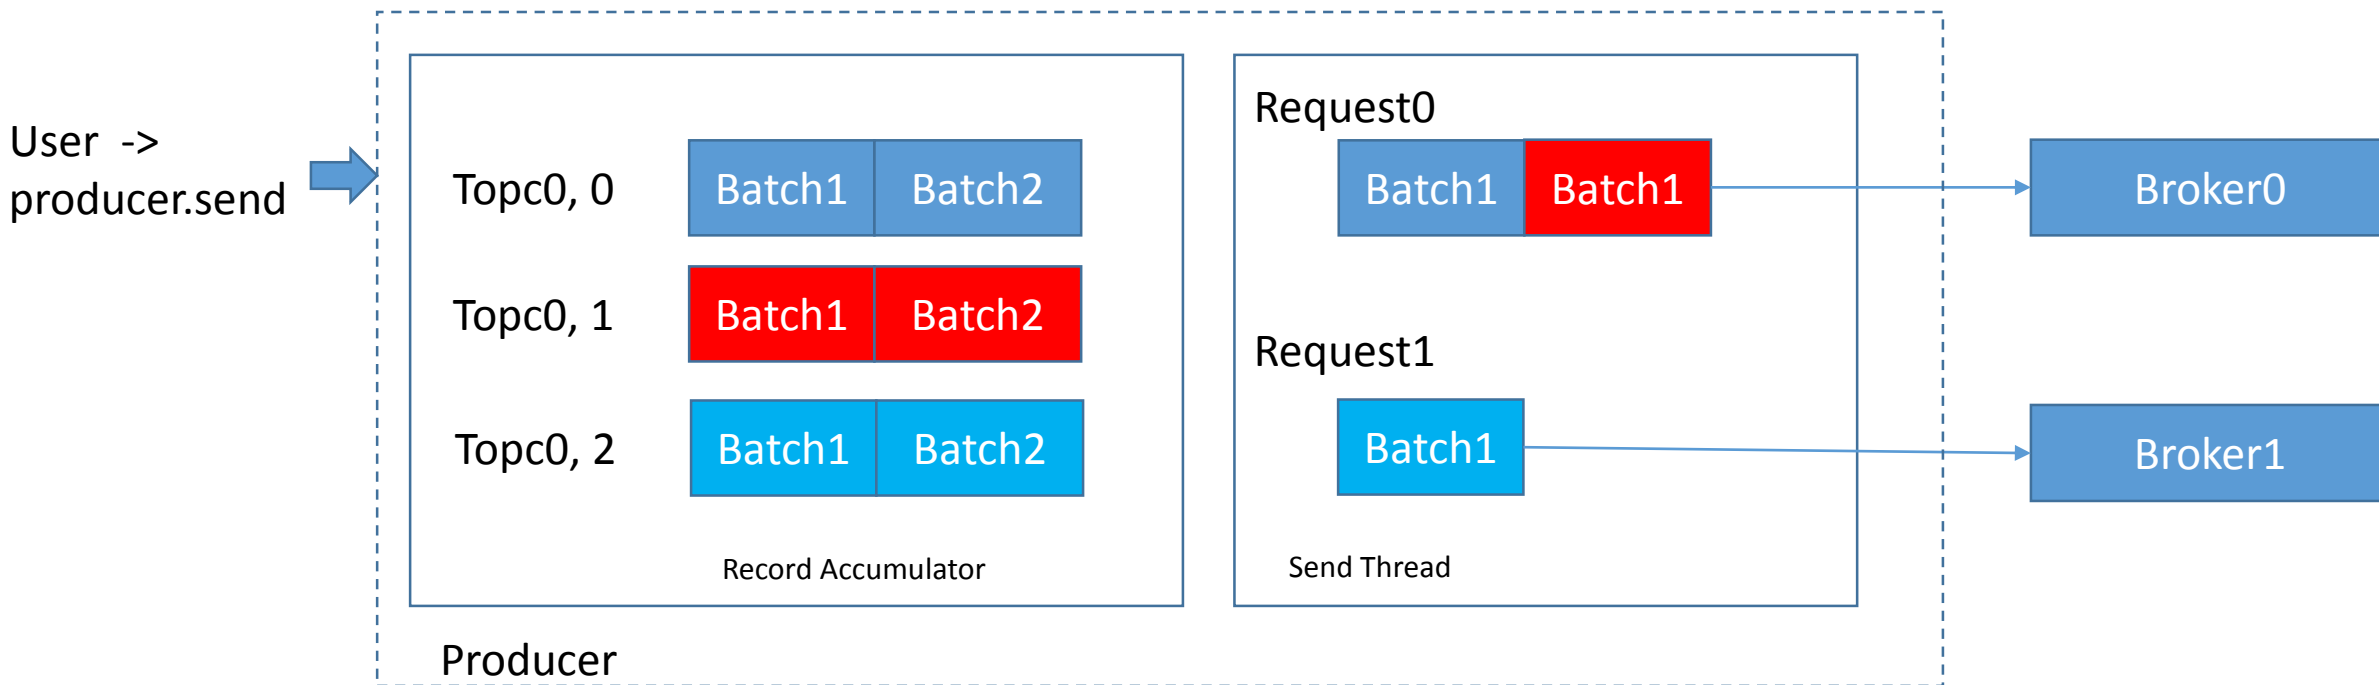 User ->
producer.send
Topc0, 0
Batch1
Batch2
Topc0, 1
Batch1
Batch2
Topc0, 2
Batch1
Batch2
Record Accumulator
Request0
Batch1
Batch1
Request1
Batch1
Send Thread
Producer
Broker0
Broker1